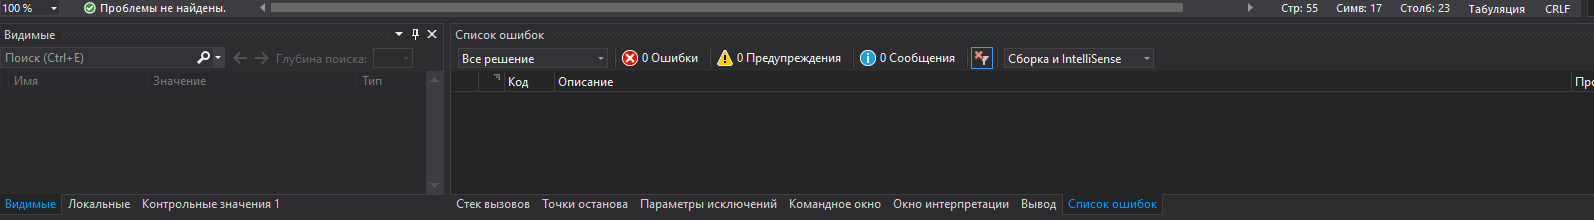 100 % Проблемы не найдены. Стр: 55 Симв: 17 Столб: 23 Табуляция CRLF
Видимые
Список ошибок
Поиск (Ctrl+E) Глубина поиска:
Все решение 0 Ошибки 0 Предупреждения 0 Сообщения Сборка и IntelliSense
Имя Значение Тип
Код Описание Про
Видимые Локальные Контрольные значения 1
Стек вызовов Точки останова Параметры исключений Командное окно Окно интерпретации Вывод Список ошибок